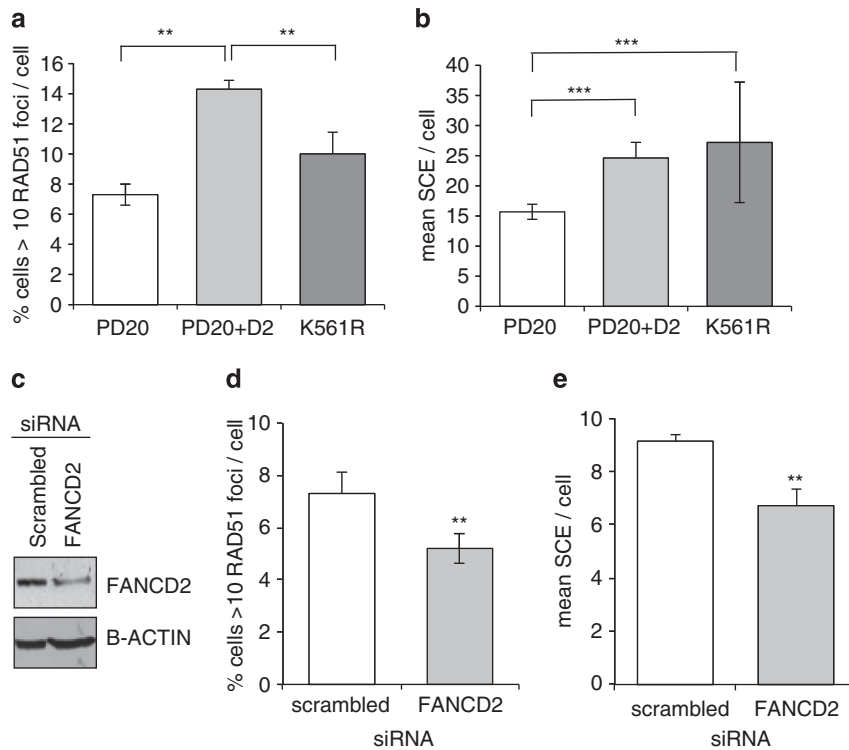 a
% cells > 10 RAD51 foci / cell
16
14
12
10
8
6
4
2
0
**
**
PD20
PD20+D2
K561R
b
mean SCE / cell
40
35
30
25
20
15
10
5
0
***
***
PD20
PD20+D2
K561R
c
siRNA
Scrambled
FANCD2
FANCD2
B-ACTIN
d
% cells >10 RAD51 foci / cell
10
8
6
4
2
0
**
scrambled
FANCD2
siRNA
e
mean SCE / cell
10
8
6
4
2
0
**
scrambled
FANCD2
siRNA